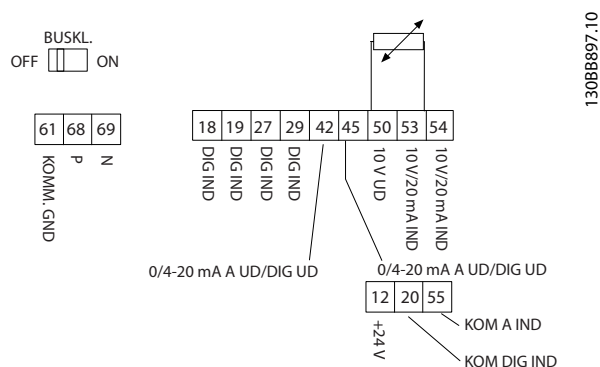 BUSKL.
OFF ON
61 68 69
KOMM. GND
P
N
18 19 27 29 42 45 50 53 54
DIG IND
DIG IND
DIG IND
DIG IND
10 V UD
10 V/20 mA IND
10 V/20 mA IND
0/4-20 mA A UD/DIG UD
0/4-20 mA A UD/DIG UD
12 20 55
+24 V
KOM A IND
KOM DIG IND
130BB897.10